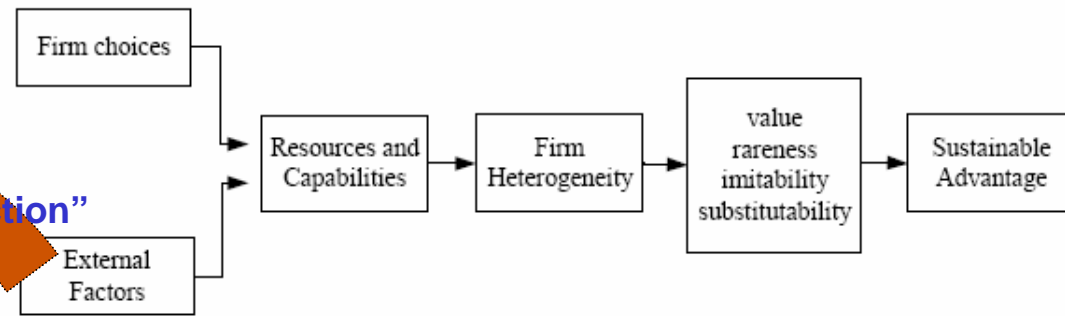 Firm choices
Resources and
Capabilities
Firm
Heterogeneity
value
rareness
imitability
substitutability
Sustainable
Advantage
tion”
External
Factors